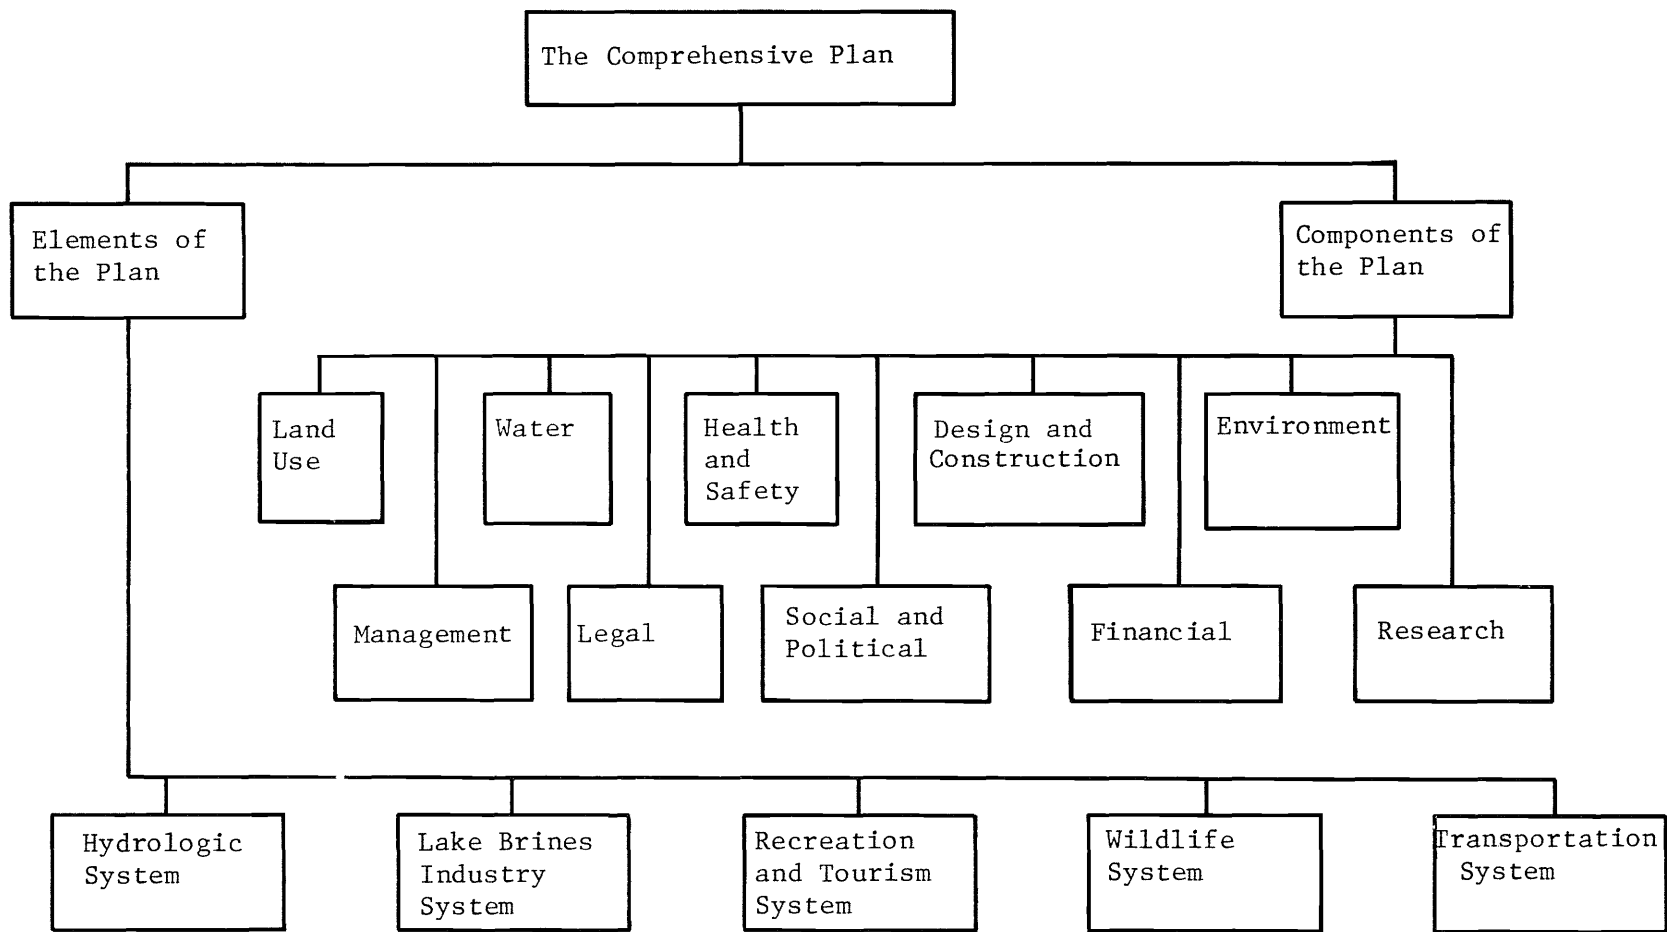 The Comprehensive Plan
Elements of
the Plan
Components of
the Plan
Land
Use
Water
Health
and
Safety
Design and
Construction
Environment
Management
Legal
Social and
Political
Financial
Research
Hydrologic
System
Lake Brines
Industry
System
Recreation
and Tourism
System
Wildlife
System
Transportation
System